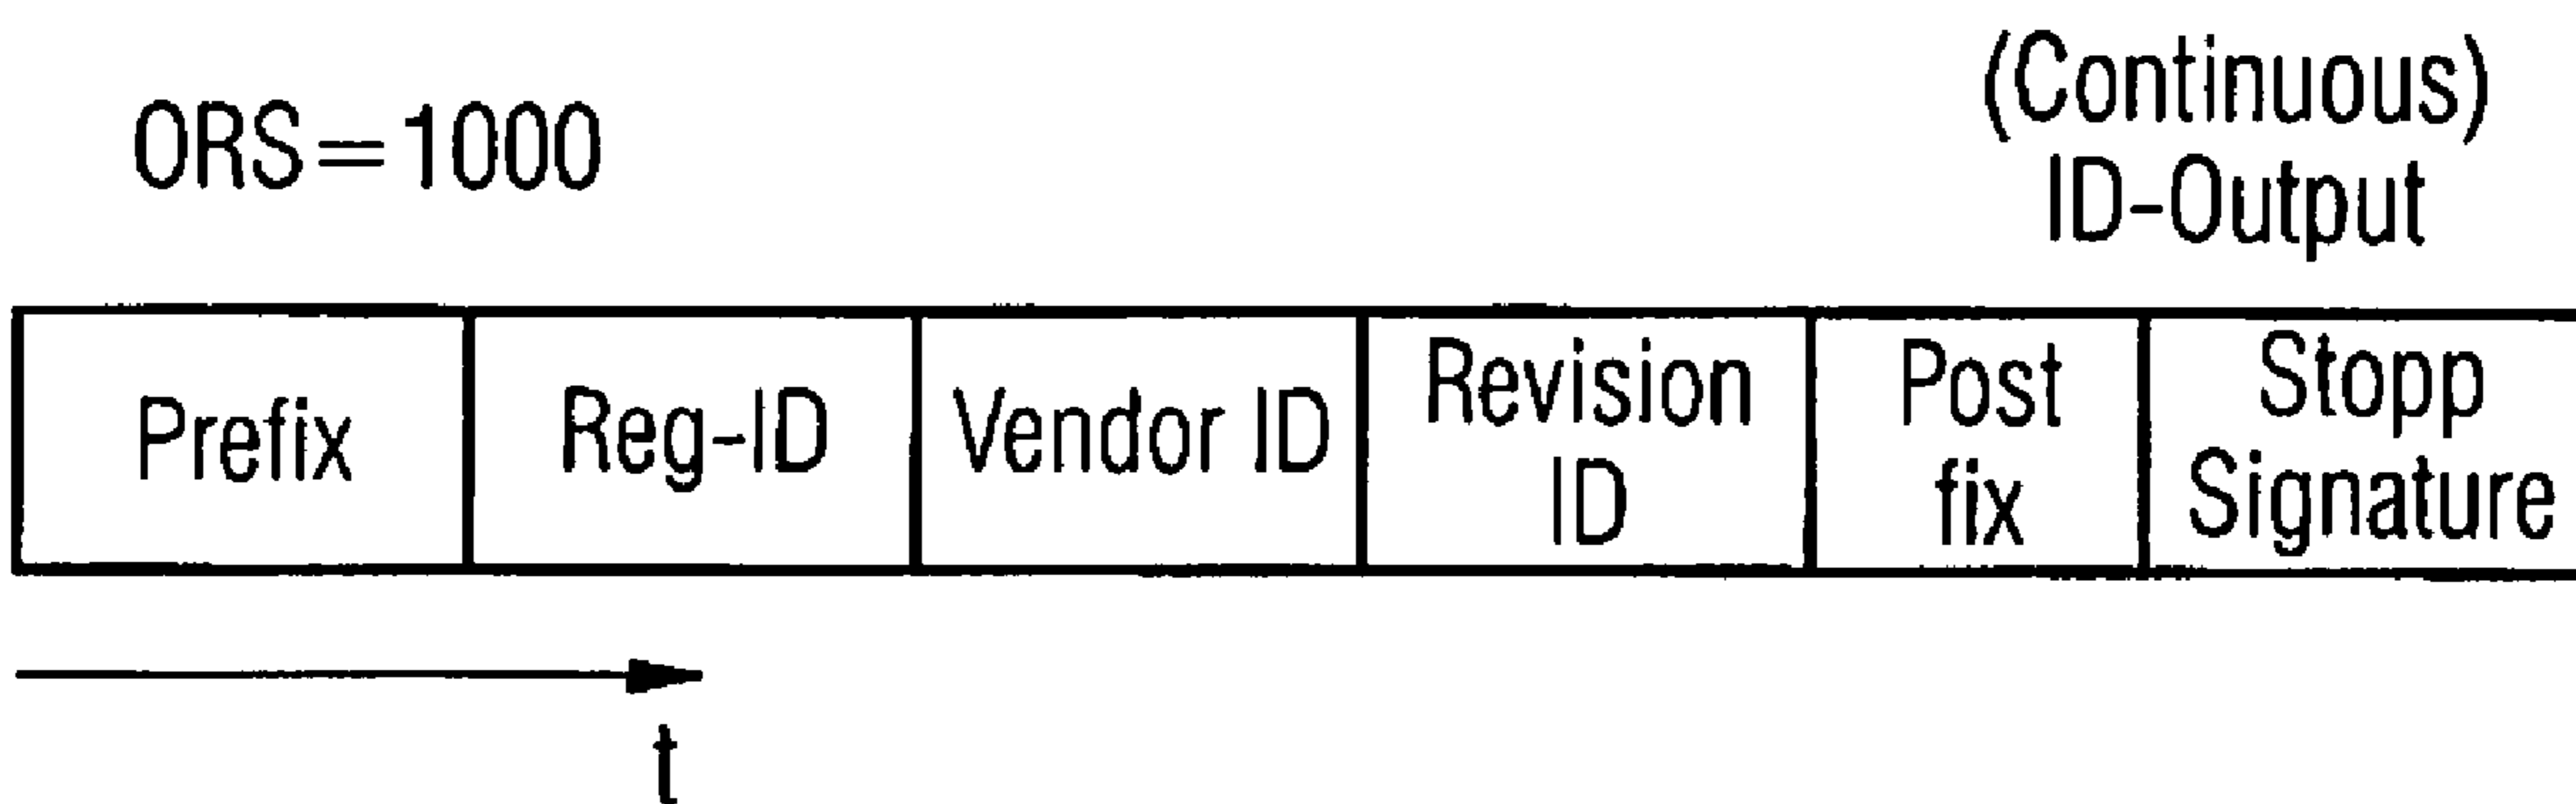 ORS=1000
(Continuous)
ID-Output
Prefix
Reg-ID
Vendor ID
Revision
ID
Post
fix
Stopp
Signature
t